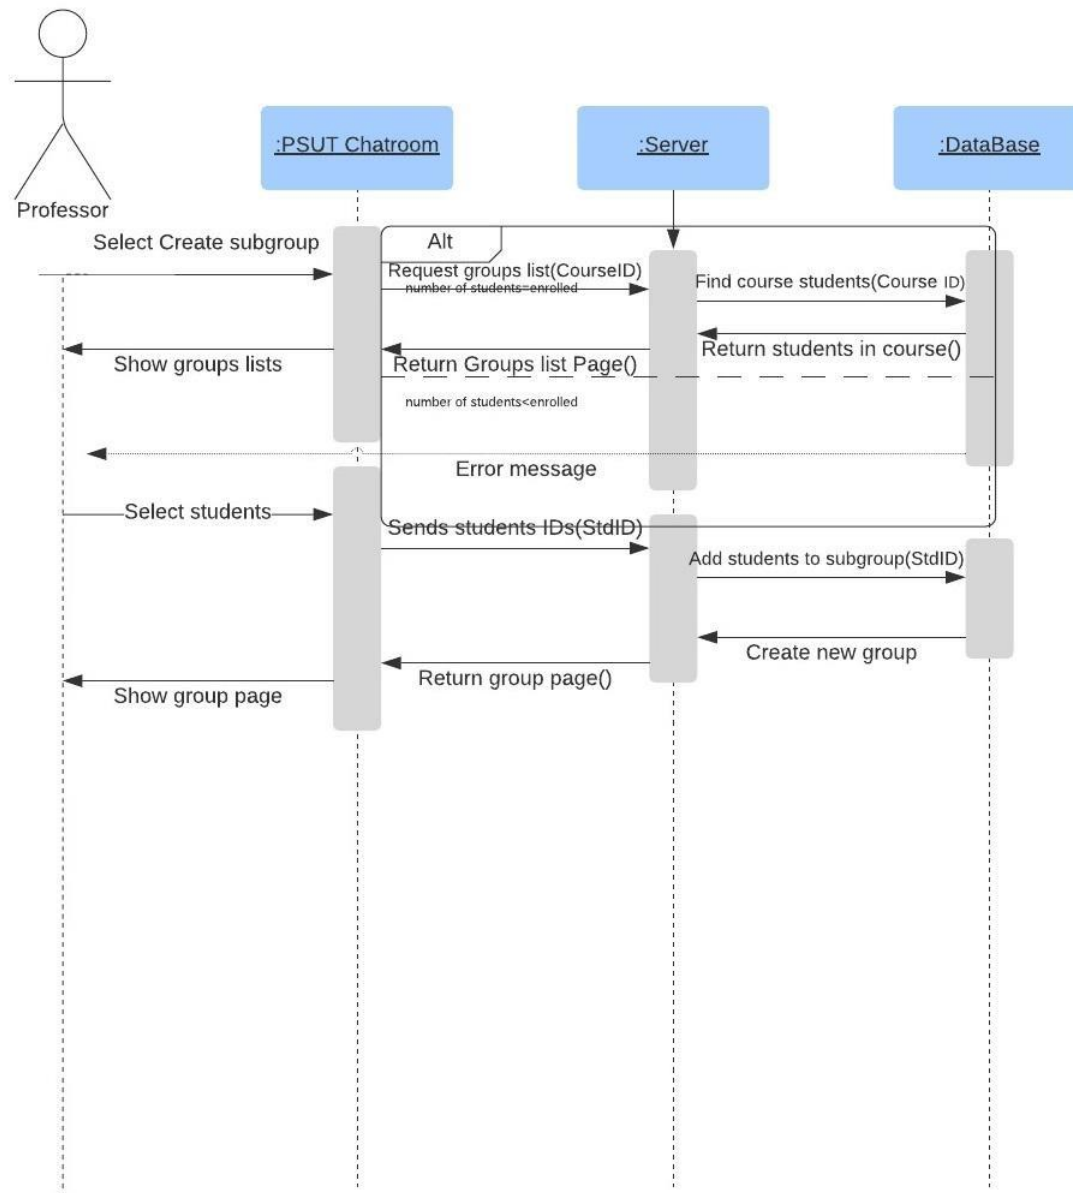 :PSUT Chatroom
:Server
:DataBase
Professor
Select Create subgroup
Alt
Request groups list(CourseID)
number of students=enrolled
Find course students(Course ID)
Return students in course()
Show groups lists
Return Groups list Page()
number of students<enrolled
Error message
Select students
Sends students IDs(StdID)
Add students to subgroup(StdID)
Create new group
Return group page()
Show group page